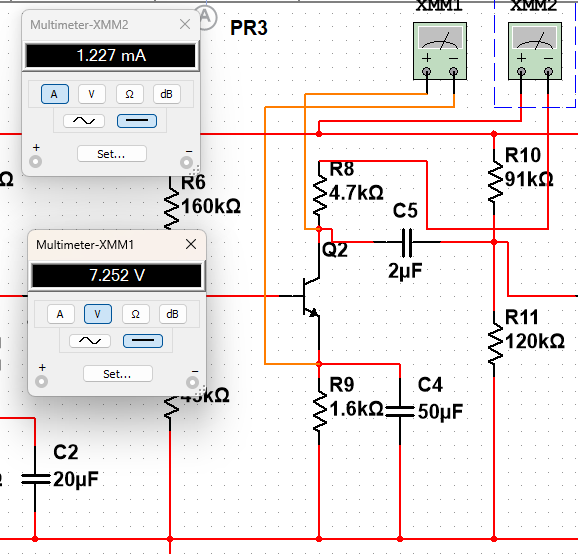 XMM1
XMM2
Multimeter-XMM2
A
PR3
1.227 mA
A
V
Ω
dB
+
Set...
−
+ −
+ −
Ω
R6
160kΩ
R8
4.7kΩ
R10
91kΩ
C5
2µF
Q2
Multimeter-XMM1
7.252 V
A
V
Ω
dB
+
Set...
−
R11
120kΩ
R9
1.6kΩ
C4
50µF
C2
20µF